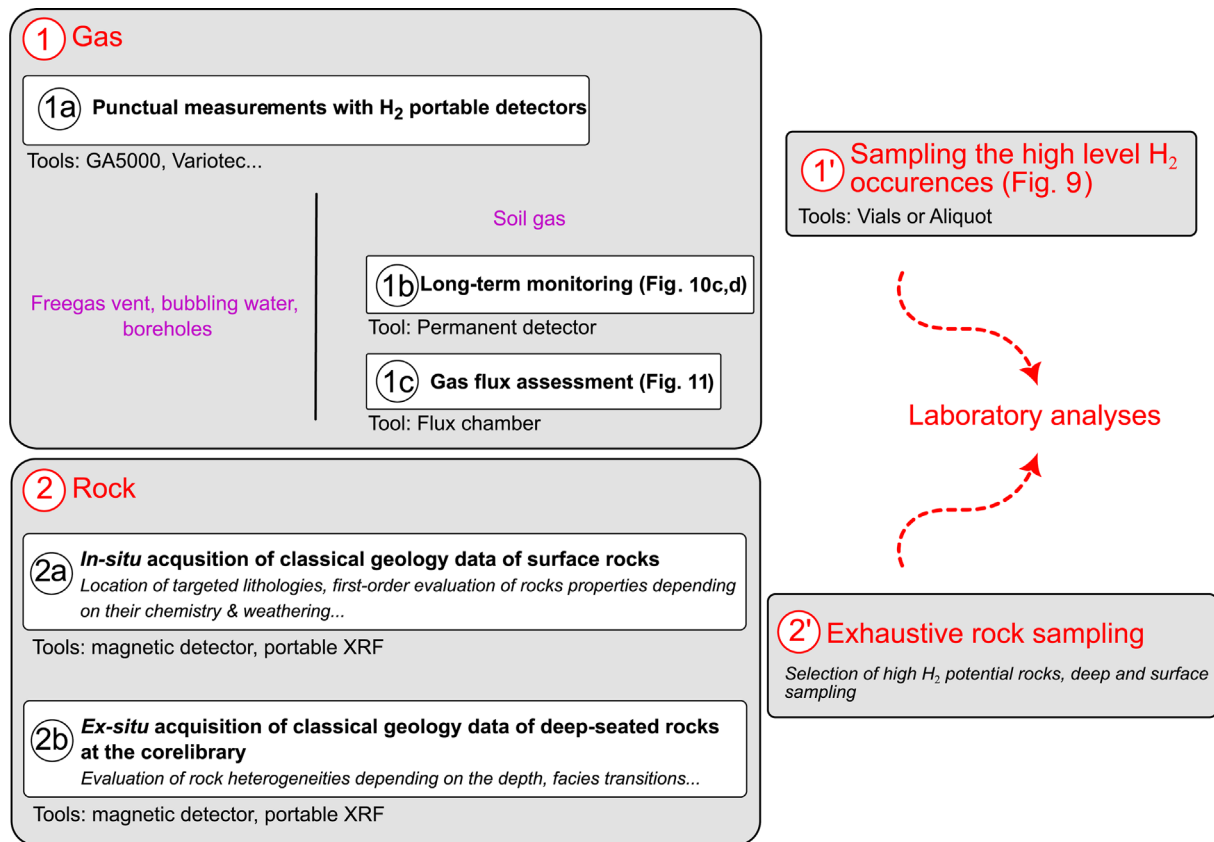 1 Gas
1a Punctual measurements with H₂ portable detectors
Tools: GA5000, Variotec...
Soil gas
Freegas vent, bubbling water,
boreholes
1b Long-term monitoring (Fig. 10c,d)
Tool: Permanent detector
1c Gas flux assessment (Fig. 11)
Tool: Flux chamber
1' Sampling the high level H₂
occurences (Fig. 9)
Tools: Vials or Aliquot
Laboratory analyses
2 Rock
2a In-situ acqusition of classical geology data of surface rocks
Location of targeted lithologies, first-order evaluation of rocks properties depending
on their chemistry & weathering...
Tools: magnetic detector, portable XRF
2b Ex-situ acquisition of classical geology data of deep-seated rocks
at the corelibrary
Evaluation of rock heterogeneities depending on the depth, facies transitions...
Tools: magnetic detector, portable XRF
2' Exhaustive rock sampling
Selection of high H₂ potential rocks, deep and surface
sampling